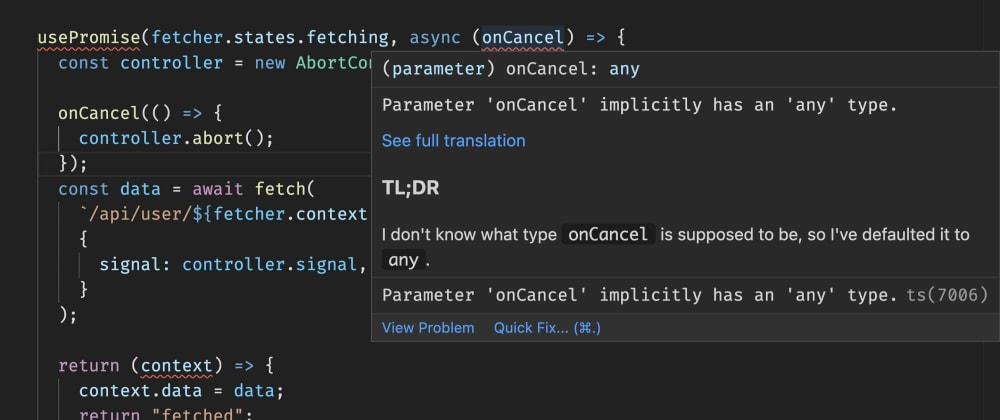 usePromise(fetcher.states.fetching, async (onCancel) => {
const controller = new AbortCo
(parameter) onCancel: any
Parameter 'onCancel' implicitly has an 'any' type.
See full translation
TL;DR
I don't know what type onCancel is supposed to be, so I've defaulted it to
any.
Parameter 'onCancel' implicitly has an 'any' type. ts(7006)
View Problem Quick Fix... (⌘.)
onCancel(() => {
controller.abort();
});
const data = await fetch(
`/api/user/${fetcher.context
{
signal: controller.signal,
}
);
return (context) => {
context.data = data;
return "fetched";